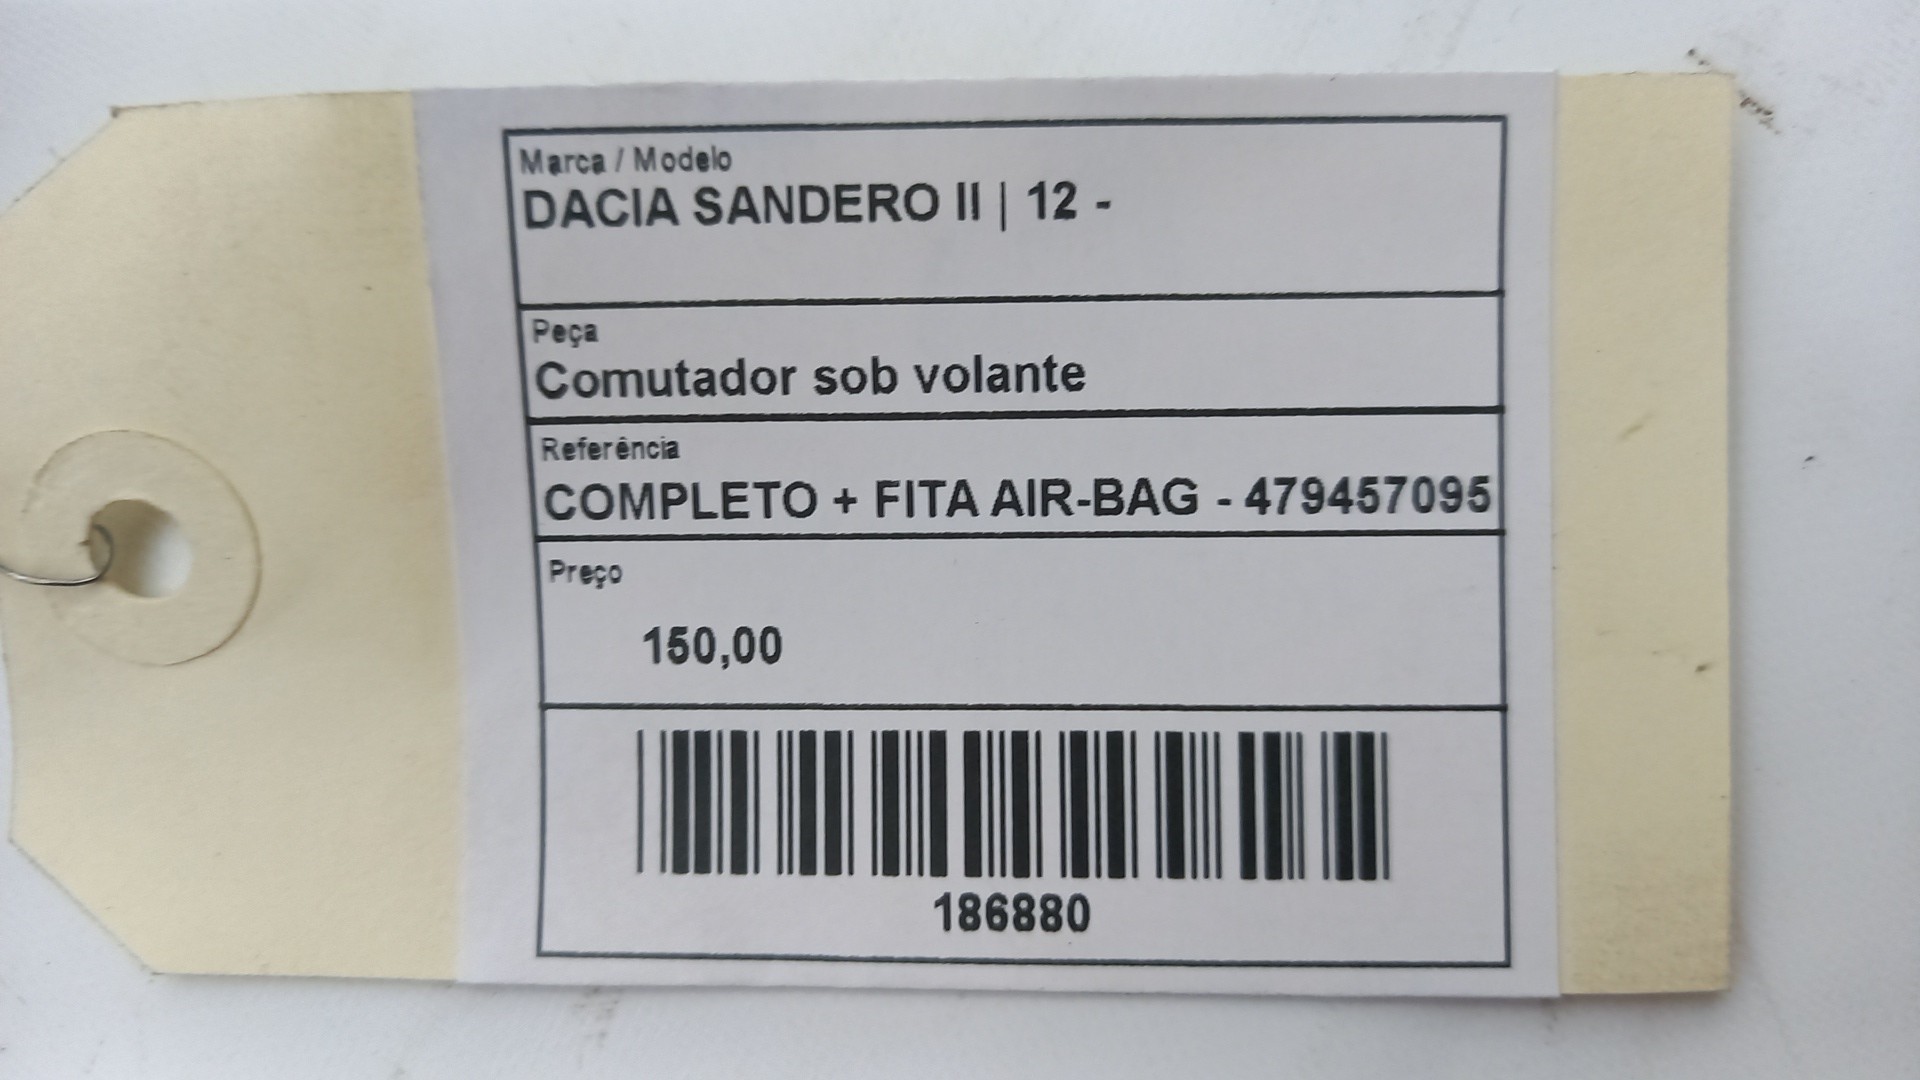 Marca / Modelo
DACIA SANDERO II | 12 -
Peça
Comutador sob volante
Referência
COMPLETO + FITA AIR-BAG - 479457095
Preço
150,00
186880